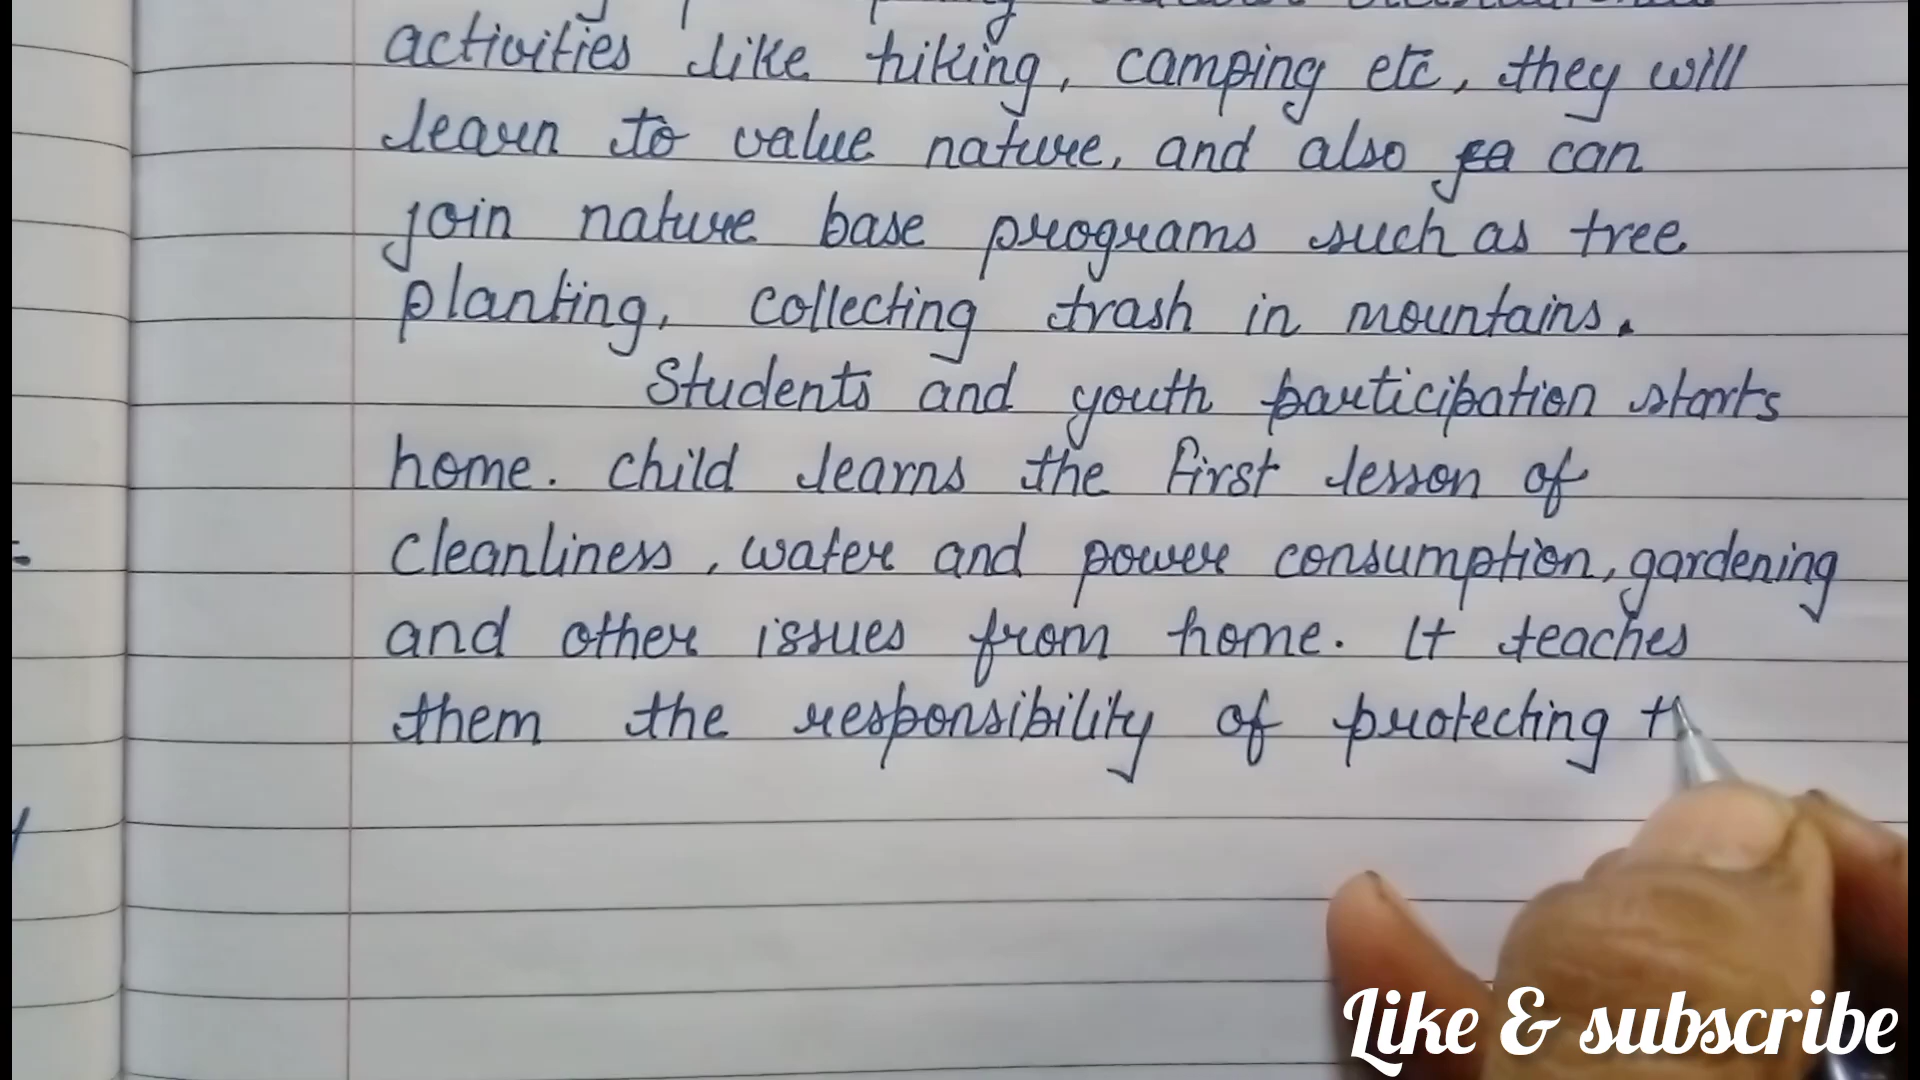 activities like hiking, camping etc, they will
learn to value nature, and also can
join nature base programs such as tree
planting, collecting trash in mountains.
Students and youth participation starts
home. Child learns the first lesson of
cleanliness, water and power consumption, gardening
and other issues from home. It teaches
them the responsibility of protecting
Like & subscribe